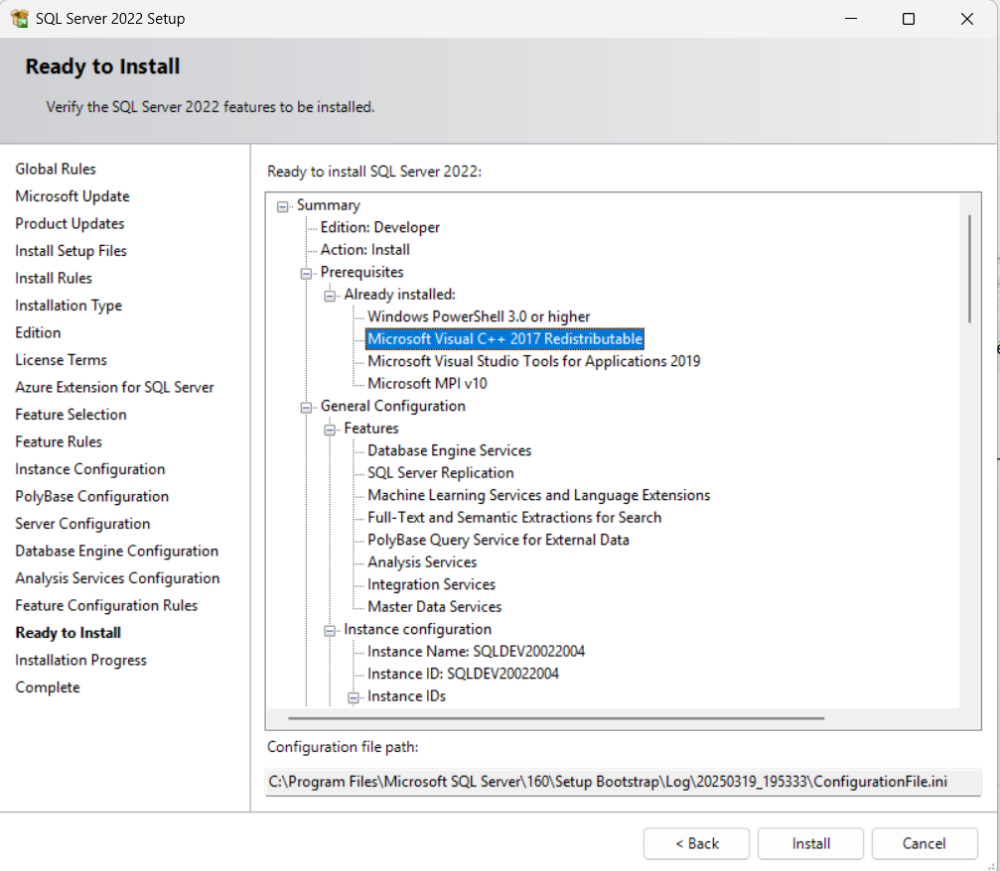 SQL Server 2022 Setup
Ready to Install
Verify the SQL Server 2022 features to be installed.
Global Rules
Microsoft Update
Product Updates
Install Setup Files
Install Rules
Installation Type
Edition
License Terms
Azure Extension for SQL Server
Feature Selection
Feature Rules
Instance Configuration
PolyBase Configuration
Server Configuration
Database Engine Configuration
Analysis Services Configuration
Feature Configuration Rules
Ready to Install
Installation Progress
Complete
Ready to install SQL Server 2022:
Summary
Edition: Developer
Action: Install
Prerequisites
Already installed:
Windows PowerShell 3.0 or higher
Microsoft Visual C++ 2017 Redistributable
Microsoft Visual Studio Tools for Applications 2019
Microsoft MPI v10
General Configuration
Features
Database Engine Services
SQL Server Replication
Machine Learning Services and Language Extensions
Full-Text and Semantic Extractions for Search
PolyBase Query Service for External Data
Analysis Services
Integration Services
Master Data Services
Instance configuration
Instance Name: SQLDEV20022004
Instance ID: SQLDEV20022004
Instance IDs
Configuration file path:
C:\Program Files\Microsoft SQL Server\160\Setup Bootstrap\Log\20250319_195333\ConfigurationFile.ini
< Back
Install
Cancel